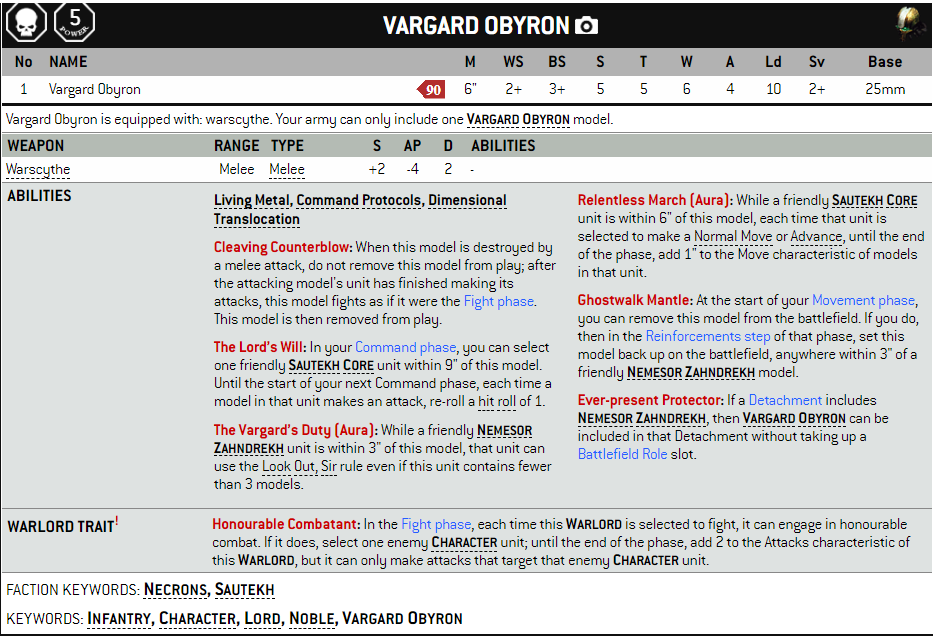 5
POWER
VARGARD OBYRON
No NAME M WS BS S T W A Ld Sv Base
1 Vargard Obyron 90 6" 2+ 3+ 5 5 6 4 10 2+ 25mm
Vargard Obyron is equipped with: warscythe. Your army can only include one VARGARD OBYRON model.
WEAPON RANGE TYPE S AP D ABILITIES
Warscythe Melee Melee +2 -4 2 -
ABILITIES
Living Metal, Command Protocols, Dimensional
Translocation
Cleaving Counterblow: When this model is destroyed by
a melee attack, do not remove this model from play; after
the attacking model's unit has finished making its
attacks, this model fights as if it were the Fight phase.
This model is then removed from play.
The Lord's Will: In your Command phase, you can select
one friendly SAUTEKH CORE unit within 9" of this model.
Until the start of your next Command phase, each time a
model in that unit makes an attack, re-roll a hit roll of 1.
The Vargard's Duty (Aura): While a friendly NEMESOR
ZAHNDREKH unit is within 3" of this model, that unit can
use the Look Out, Sir rule even if this unit contains fewer
than 3 models.
Relentless March (Aura): While a friendly SAUTEKH CORE
unit is within 6" of this model, each time that unit is
selected to make a Normal Move or Advance, until the end
of the phase, add 1" to the Move characteristic of models
in that unit.
Ghostwalk Mantle: At the start of your Movement phase,
you can remove this model from the battlefield. If you do,
then in the Reinforcements step of that phase, set this
model back up on the battlefield, anywhere within 3" of a
friendly NEMESOR ZAHNDREKH model.
Ever-present Protector: If a Detachment includes
NEMESOR ZAHNDREKH, then VARGARD OBYRON can be
included in that Detachment without taking up a
Battlefield Role slot.
WARLORD TRAIT!
Honourable Combatant: In the Fight phase, each time this WARLORD is selected to fight, it can engage in honourable
combat. If it does, select one enemy CHARACTER unit; until the end of the phase, add 2 to the Attacks characteristic of
this WARLORD, but it can only make attacks that target that enemy CHARACTER unit.
FACTION KEYWORDS: NECRONS, SAUTEKH
KEYWORDS: INFANTRY, CHARACTER, LORD, NOBLE, VARGARD OBYRON